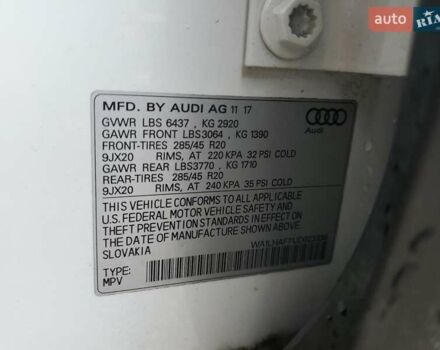 AUTO RIA
MFD. BY AUDI AG 11 17
GVWR LBS 6437 , KG 2920
GAWR FRONT LBS3064 , KG 1390
FRONT-TIRES 285/45 R20
9JX20 RIMS, AT 220 KPA 32 PSI COLD
GAWR REAR LBS3770 , KG 1710
REAR-TIRES 285/45 R20
9JX20 RIMS, AT 240 KPA 35 PSI COLD
THIS VEHICLE CONFORMS TO ALL APPLICABLE
U.S. FEDERAL MOTOR VEHICLE SAFETY AND
THEFT PREVENTION STANDARDS IN EFFECT ON
THE DATE OF MANUFACTURE SHOWN ABOVE.
SLOVAKIA
TYPE:
MPV
Audi